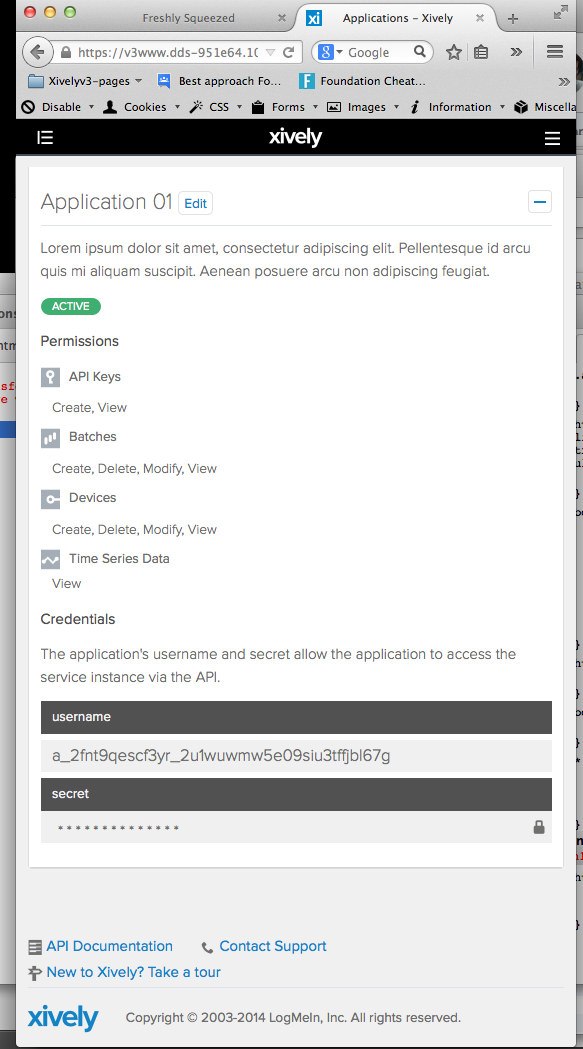 Freshly Squeezed
xi Applications – Xively
https://v3www.dds-951e64.10
Google
Xivelyv3-pages
Best approach Fo...
Foundation Cheat...
Disable
Cookies
CSS
Forms
Images
Information
Miscella
xively
Application 01
Edit
Lorem ipsum dolor sit amet, consectetur adipiscing elit. Pellentesque id arcu
quis mi aliquam suscipit. Aenean posuere arcu non adipiscing feugiat.
ACTIVE
Permissions
API Keys
Create, View
Batches
Create, Delete, Modify, View
Devices
Create, Delete, Modify, View
Time Series Data
View
Credentials
The application's username and secret allow the application to access the
service instance via the API.
username
a_2fnt9qescf3yr_2u1wuwmw5e09siu3tffjbl67g
secret
**************
API Documentation
Contact Support
New to Xively? Take a tour
xively
Copyright © 2003-2014 LogMeIn, Inc. All rights reserved.